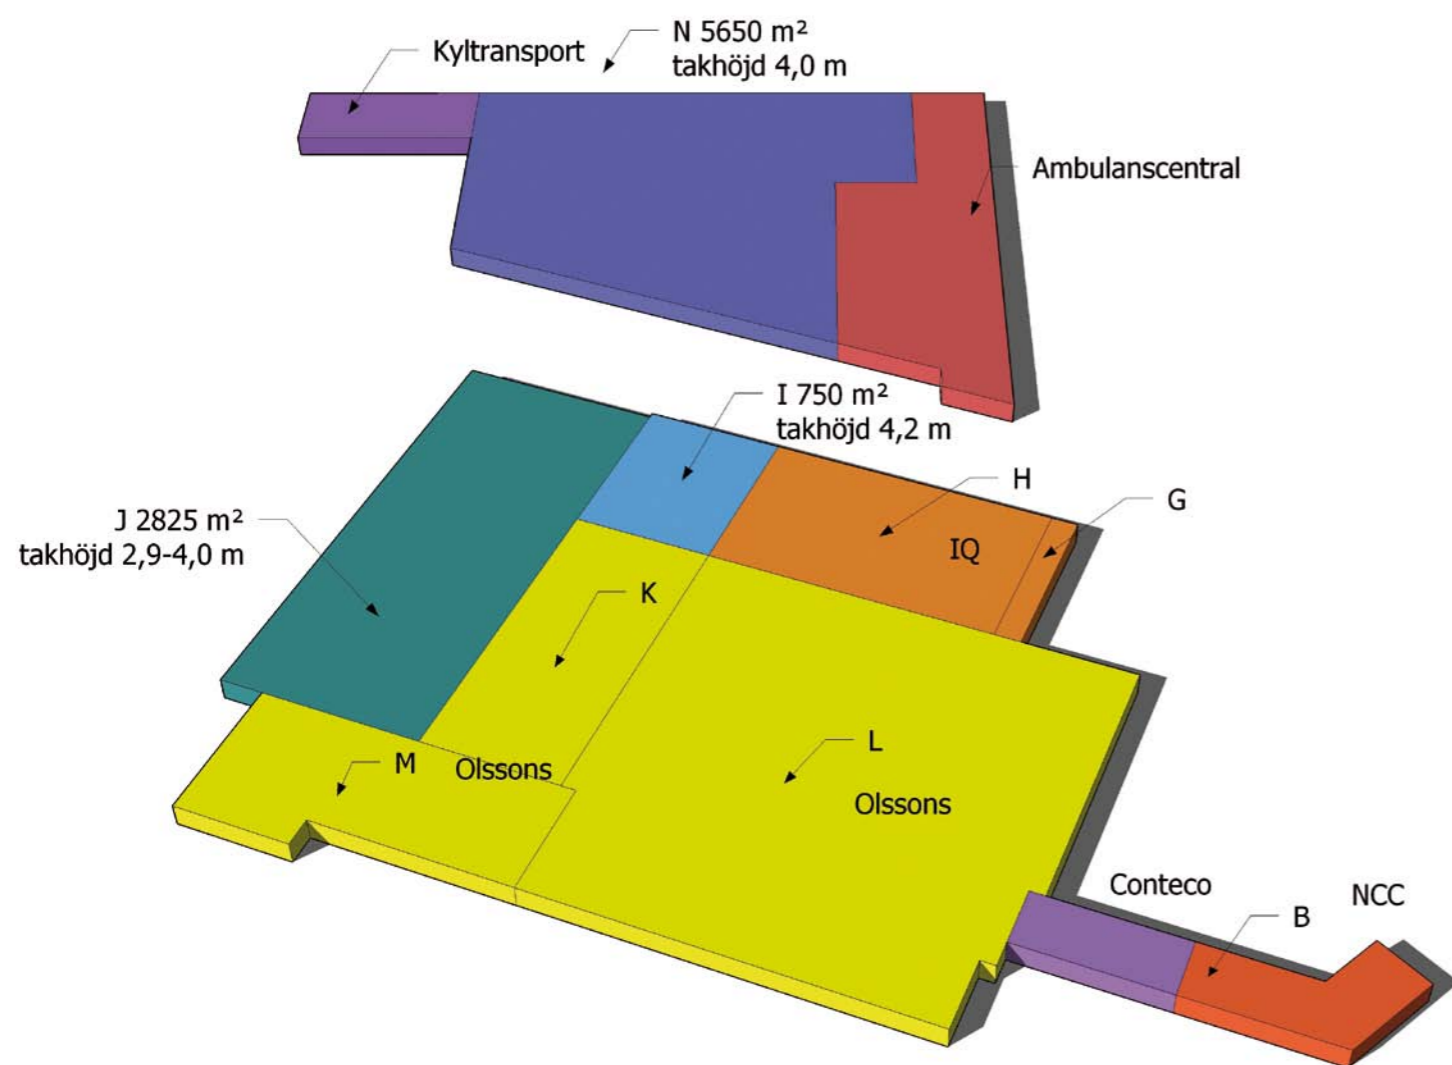 N 5650 m²
takhöjd 4,0 m
Kyltransport
Ambulanscentral
I 750 m²
takhöjd 4,2 m
H
G
J 2825 m²
takhöjd 2,9-4,0 m
IQ
K
L
M
Olssons
Olssons
Conteco
NCC
B